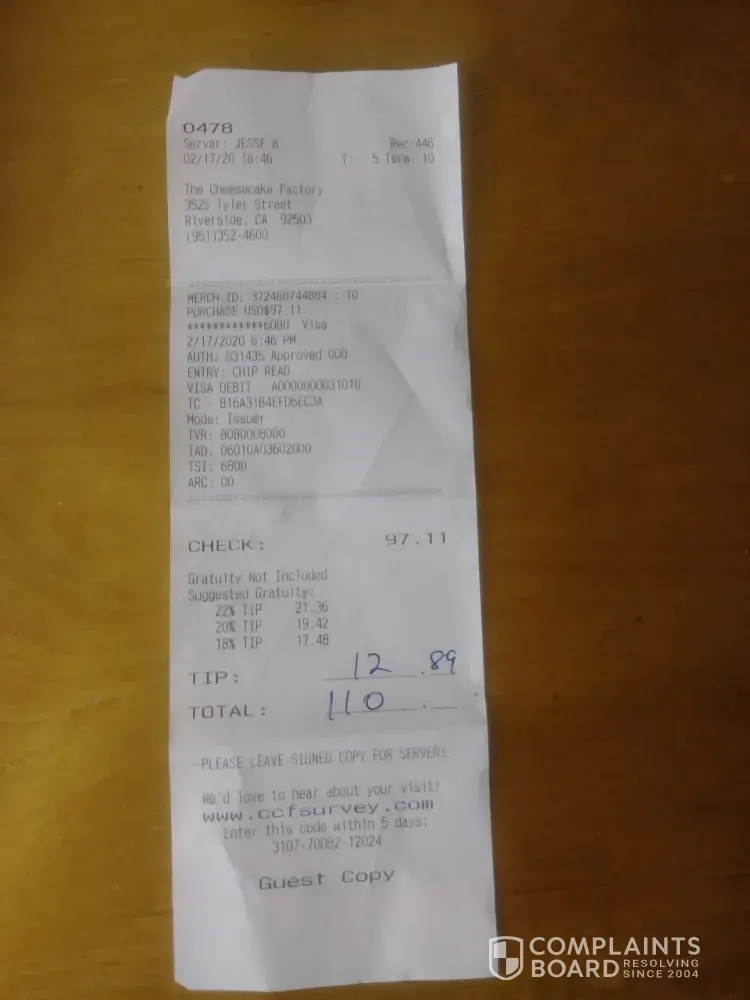 0478
Server: JESSE B Rec:446
02/17/20 18:46 1: 5 Term: 10
The Cheesecake Factory
3525 Tyler Street
Riverside, CA 92503
(951)352-4600
MERCH ID: 372460744884 : 10
PURCHASE USD$97.11
************6080 Visa
2/17/2020 6:46 PM
AUTH: 031435 Approved 000
ENTRY: CHIP READ
VISA DEBIT A0000000031010
TC - B16A31B4EFD6EC3A
Mode: Issuer
TVR: 8080008000
IAD: 06010A03602000
TSI: 6800
ARC: 00
CHECK: 97.11
Gratuity Not Included
Suggested Gratuity:
22% TIP 21.36
20% TIP 19.42
18% TIP 17.48
TIP: 12.89
TOTAL: 110.
--PLEASE LEAVE SIGNED COPY FOR SERVER!--
We'd love to hear about your visit!
www.ccfsurvey.com
Enter this code within 5 days:
3107-70082-12024
Guest Copy
COMPLAINTS
BOARD RESOLVING
SINCE 2004